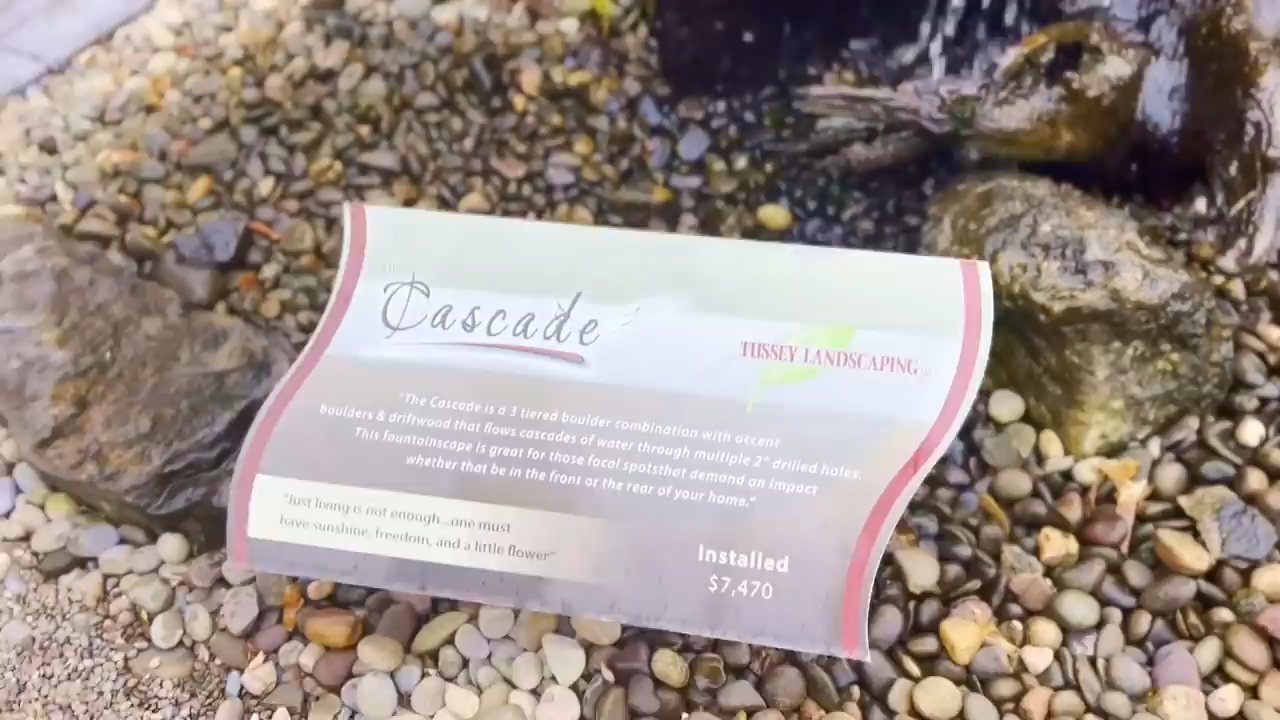 Cascade
TUSSEY LANDSCAPING
"The Cascade is a 3 tiered boulder combination with accent
boulders & driftwood that flows cascades of water through multiple 2" drilled holes.
This fountainscape is great for those focal spotsthat demand an impact
whether that be in the front or the rear of your home."
"Just living is not enough...one must
have sunshine, freedom, and a little flower"
Installed
$7,470